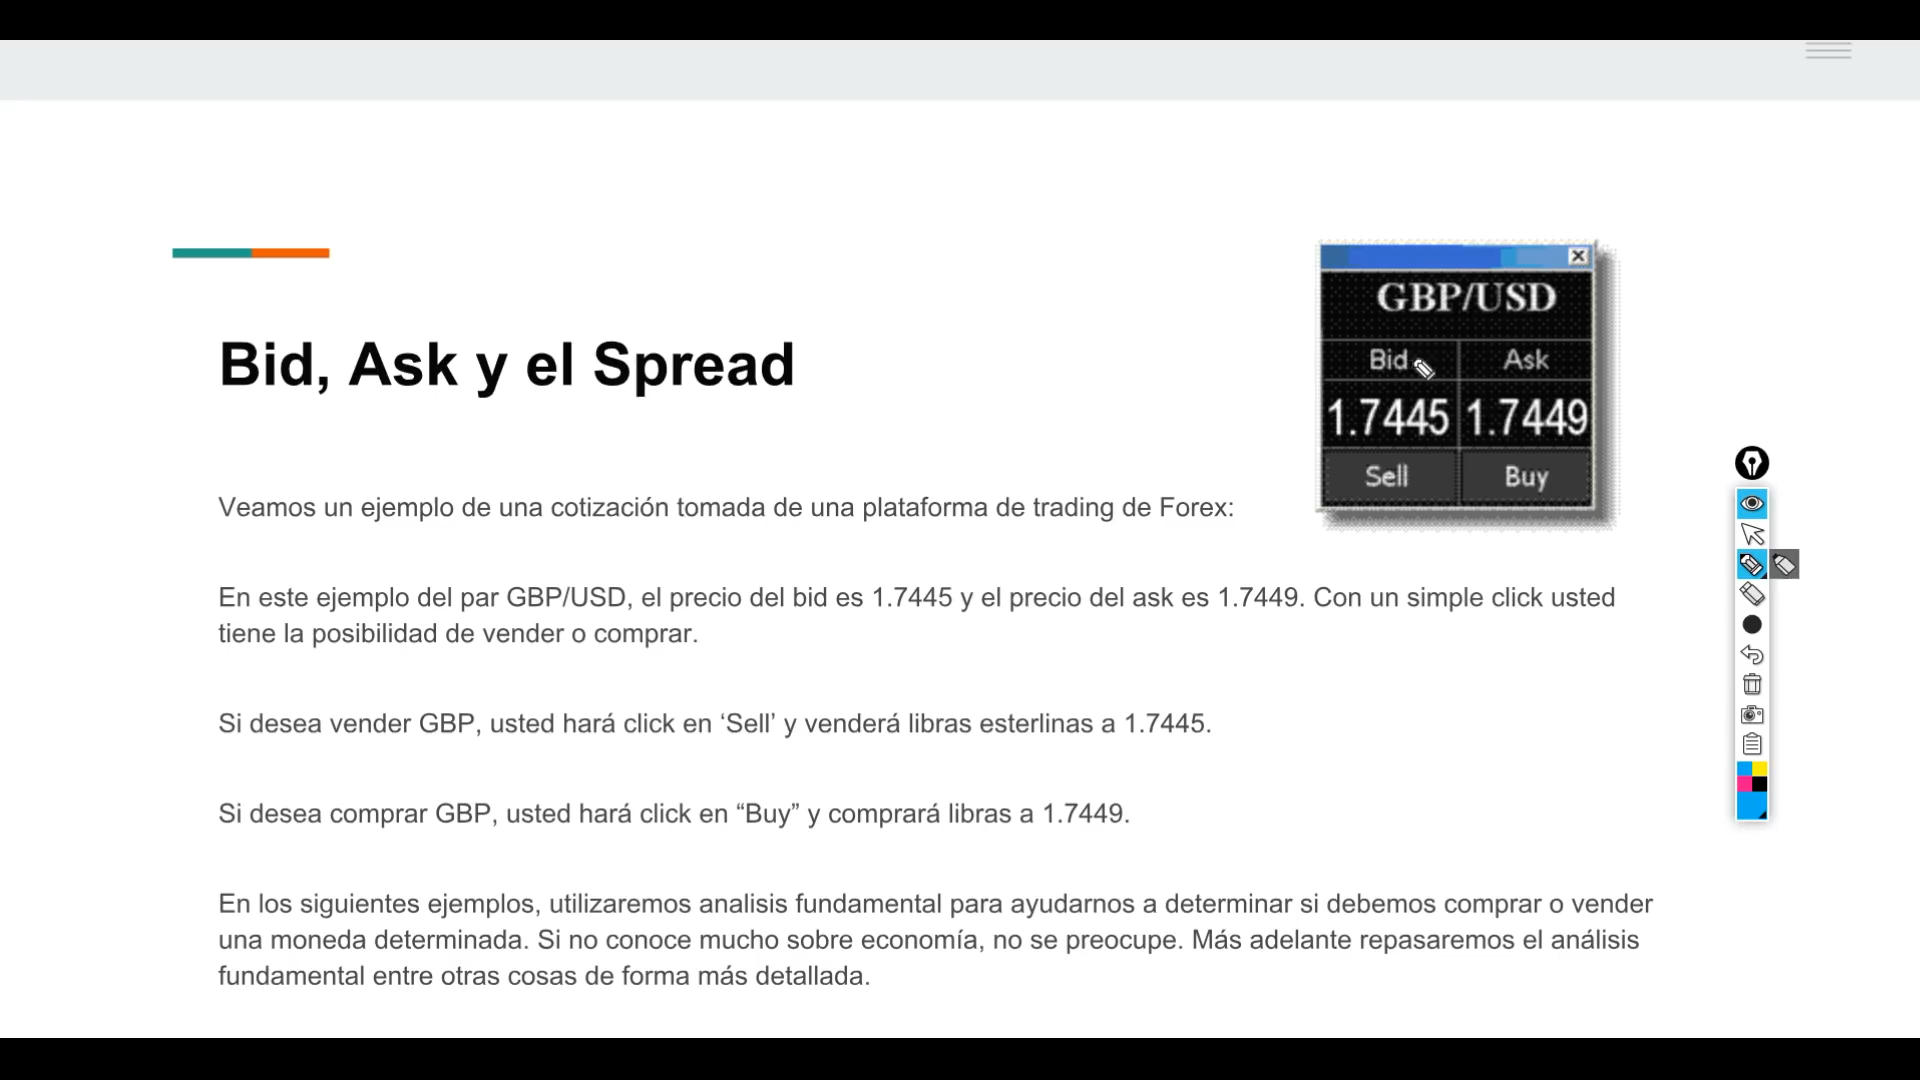 GBP/USD
Bid Ask
1.7445 1.7449
Sell Buy
Bid, Ask y el Spread
Veamos un ejemplo de una cotización tomada de una plataforma de trading de Forex:
En este ejemplo del par GBP/USD, el precio del bid es 1.7445 y el precio del ask es 1.7449. Con un simple click usted
tiene la posibilidad de vender o comprar.
Si desea vender GBP, usted hará click en ‘Sell’ y venderá libras esterlinas a 1.7445.
Si desea comprar GBP, usted hará click en “Buy” y comprará libras a 1.7449.
En los siguientes ejemplos, utilizaremos analisis fundamental para ayudarnos a determinar si debemos comprar o vender
una moneda determinada. Si no conoce mucho sobre economía, no se preocupe. Más adelante repasaremos el análisis
fundamental entre otras cosas de forma más detallada.